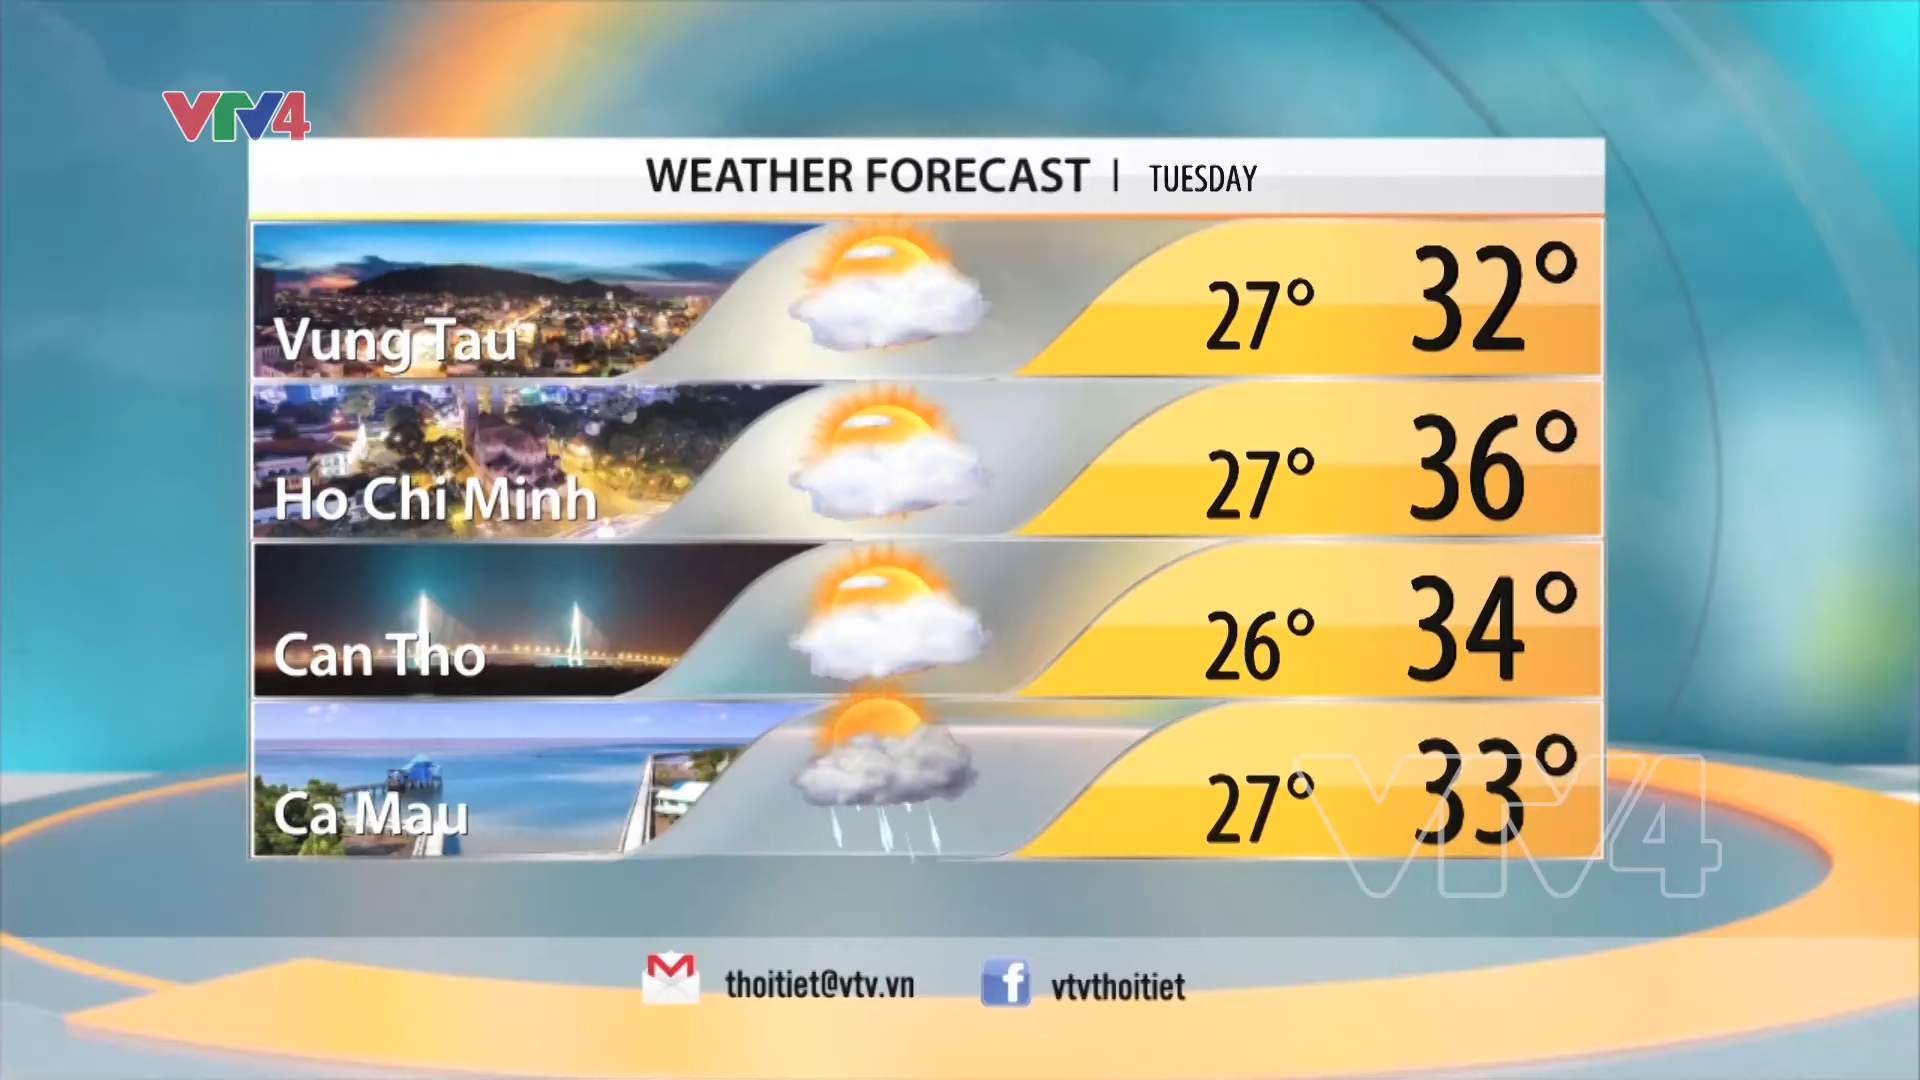 VTV4
WEATHER FORECAST | TUESDAY
Vung Tau 27° 32°
Ho Chi Minh 27° 36°
Can Tho 26° 34°
Ca Mau 27° 33°
VTV4
thoitiet@vtv.vn vtvthoitiet